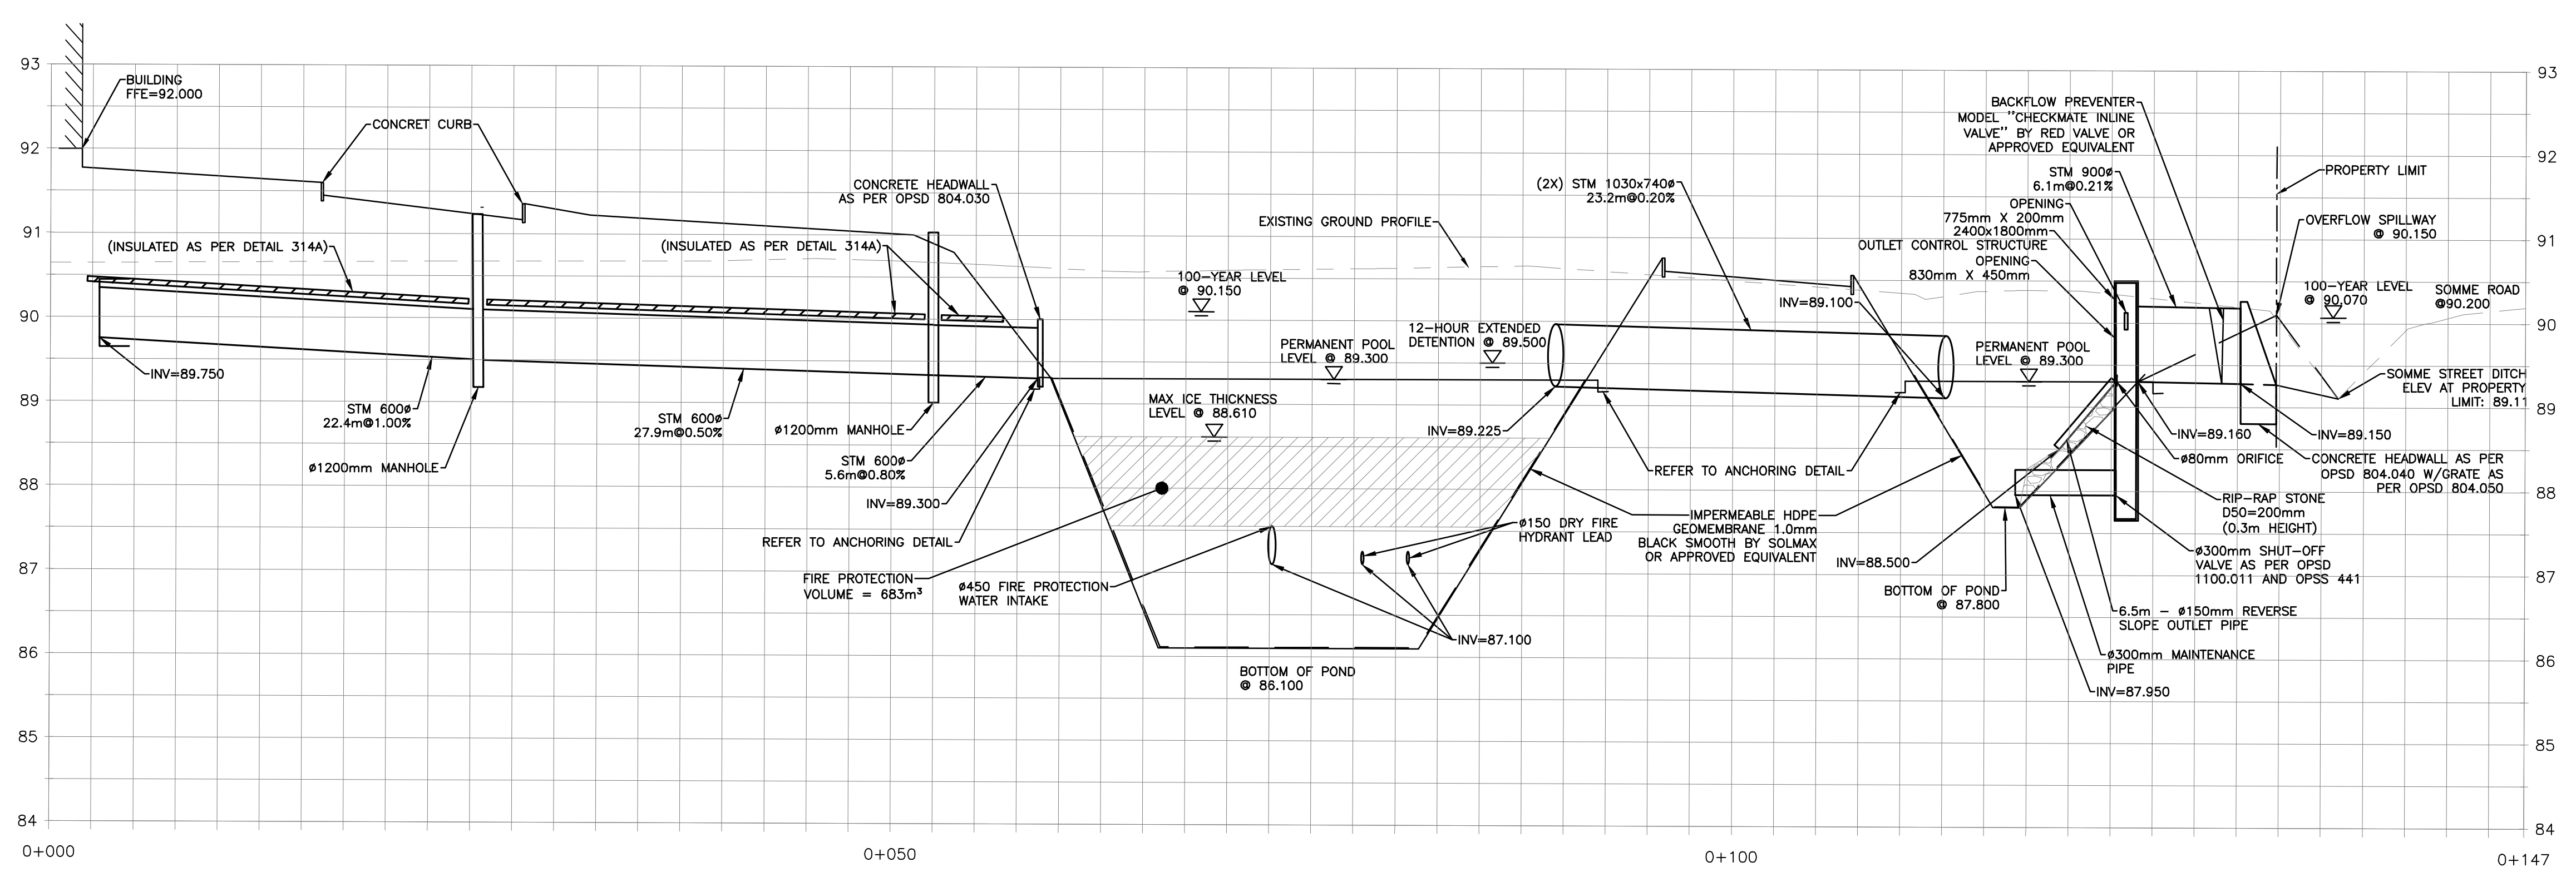 93
92
91
90
89
88
87
86
85
84
BUILDING
FFE=92.000
CONCRET CURB
(INSULATED AS PER DETAIL 314A)
INV=89.750
STM 600ø
22.4m@1.00%
ø1200mm MANHOLE
STM 600ø
27.9m@0.50%
(INSULATED AS PER DETAIL 314A)
CONCRETE HEADWALL
AS PER OPSD 804.030
ø1200mm MANHOLE
STM 600ø
5.6m@0.80%
INV=89.300
REFER TO ANCHORING DETAIL
FIRE PROTECTION
VOLUME = 683m³
ø450 FIRE PROTECTION
WATER INTAKE
100-YEAR LEVEL
@ 90.150
EXISTING GROUND PROFILE
PERMANENT POOL
LEVEL @ 89.300
12-HOUR EXTENDED
DETENTION @ 89.500
MAX ICE THICKNESS
LEVEL @ 88.610
INV=89.225
ø150 DRY FIRE
HYDRANT LEAD
INV=87.100
BOTTOM OF POND
@ 86.100
(2X) STM 1030x740ø
23.2m@0.20%
REFER TO ANCHORING DETAIL
IMPERMEABLE HDPE
GEOMEMBRANE 1.0mm
BLACK SMOOTH BY SOLMAX
OR APPROVED EQUIVALENT
INV=89.100
PERMANENT POOL
LEVEL @ 89.300
INV=88.500
BOTTOM OF POND
@ 87.800
BACKFLOW PREVENTER
MODEL "CHECKMATE INLINE
VALVE" BY RED VALVE OR
APPROVED EQUIVALENT
STM 900ø
6.1m@0.21%
OPENING
775mm X 200mm
2400x1800mm
OUTLET CONTROL STRUCTURE
OPENING
830mm X 450mm
PROPERTY LIMIT
OVERFLOW SPILLWAY
@ 90.150
100-YEAR LEVEL
@ 90.070
SOMME ROAD
@90.200
SOMME STREET DITCH
ELEV AT PROPERTY
LIMIT: 89.11
INV=89.160
INV=89.150
ø80mm ORIFICE
CONCRETE HEADWALL AS PER
OPSD 804.040 W/GRATE AS
PER OPSD 804.050
RIP-RAP STONE
D50=200mm
(0.3m HEIGHT)
ø300mm SHUT-OFF
VALVE AS PER OPSD
1100.011 AND OPSS 441
6.5m - ø150mm REVERSE
SLOPE OUTLET PIPE
ø300mm MAINTENANCE
PIPE
INV=87.950
93
92
91
90
89
88
87
86
85
84
0+000
0+050
0+100
0+147